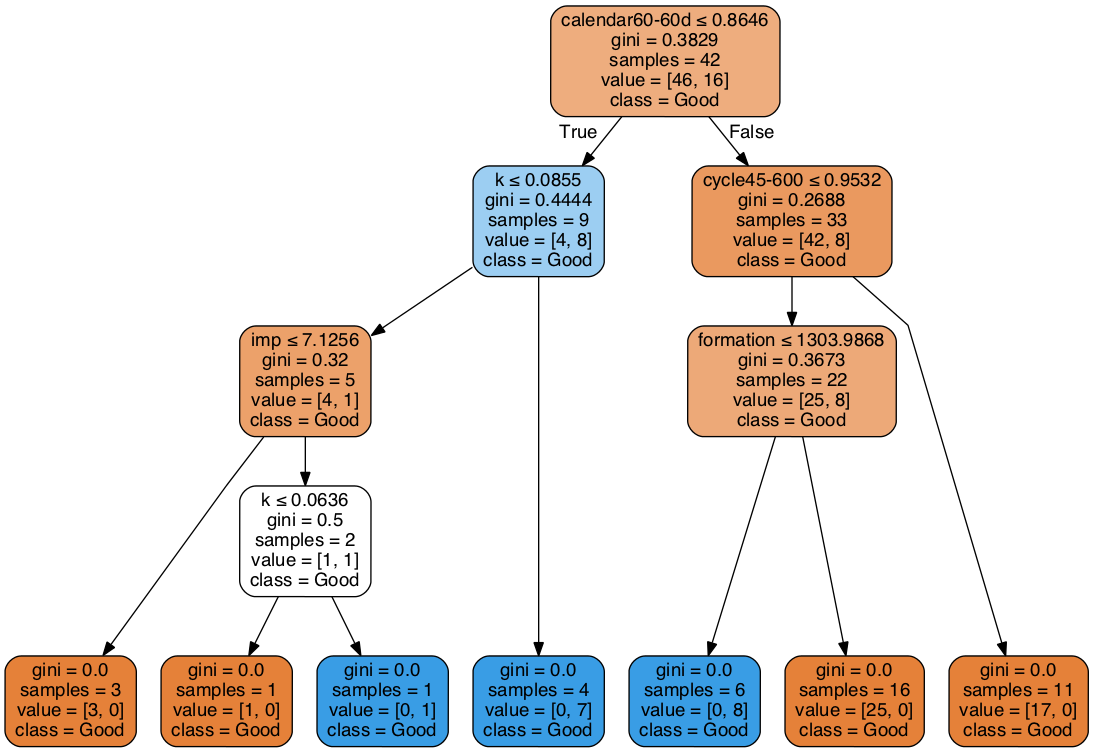 calendar60-60d ≤ 0.8646
gini = 0.3829
samples = 42
value = [46, 16]
class = Good
True
False
k ≤ 0.0855
gini = 0.4444
samples = 9
value = [4, 8]
class = Good
cycle45-600 ≤ 0.9532
gini = 0.2688
samples = 33
value = [42, 8]
class = Good
imp ≤ 7.1256
gini = 0.32
samples = 5
value = [4, 1]
class = Good
formation ≤ 1303.9868
gini = 0.3673
samples = 22
value = [25, 8]
class = Good
k ≤ 0.0636
gini = 0.5
samples = 2
value = [1, 1]
class = Good
gini = 0.0
samples = 3
value = [3, 0]
class = Good
gini = 0.0
samples = 1
value = [1, 0]
class = Good
gini = 0.0
samples = 1
value = [0, 1]
class = Good
gini = 0.0
samples = 4
value = [0, 7]
class = Good
gini = 0.0
samples = 6
value = [0, 8]
class = Good
gini = 0.0
samples = 16
value = [25, 0]
class = Good
gini = 0.0
samples = 11
value = [17, 0]
class = Good